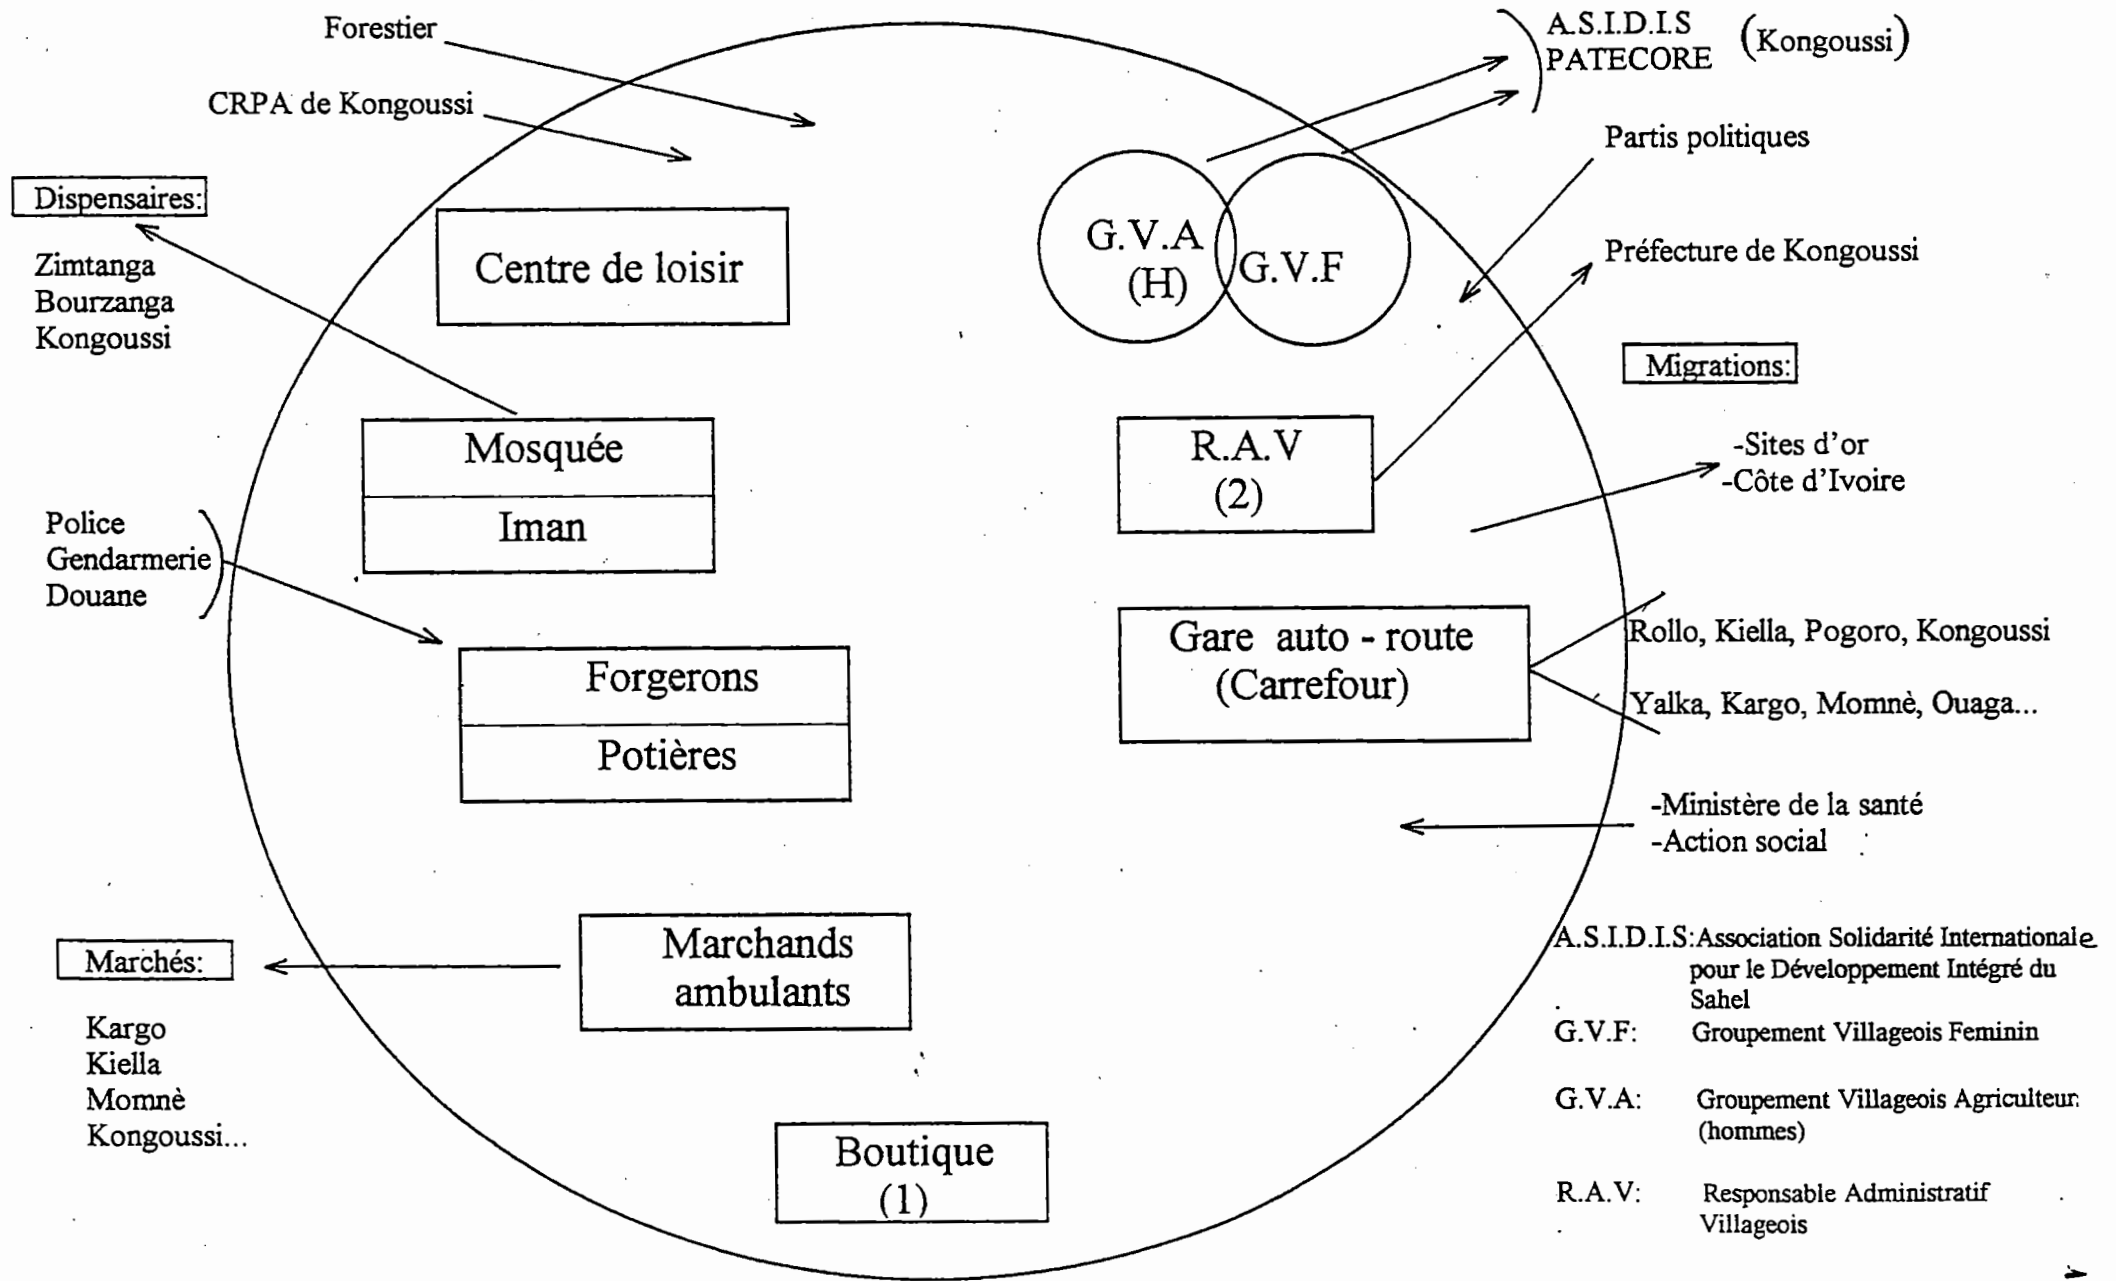 Forestier
CRPA de Kongoussi
A.S.I.D.I.S
PATECORE
(Kongoussi)
Partis politiques
Dispensaires:
Zimtanga
Bourzanga
Kongoussi
Centre de loisir
G.V.A
(H)
G.V.F
Préfecture de Kongoussi
Migrations:
-Sites d'or
-Côte d'Ivoire
Mosquée
Iman
R.A.V
(2)
Police
Gendarmerie
Douane
Forgerons
Potières
Gare auto - route
(Carrefour)
Rollo, Kiella, Pogoro, Kongoussi
Yalka, Kargo, Momnè, Ouaga...
-Ministère de la santé
-Action social
Marchés:
Kargo
Kiella
Momnè
Kongoussi...
Marchands
ambulants
Boutique
(1)
A.S.I.D.I.S:Association Solidarité Internationale
pour le Développement Intégré du
Sahel
G.V.F: Groupement Villageois Feminin
G.V.A: Groupement Villageois Agriculteur
(hommes)
R.A.V: Responsable Administratif
Villageois